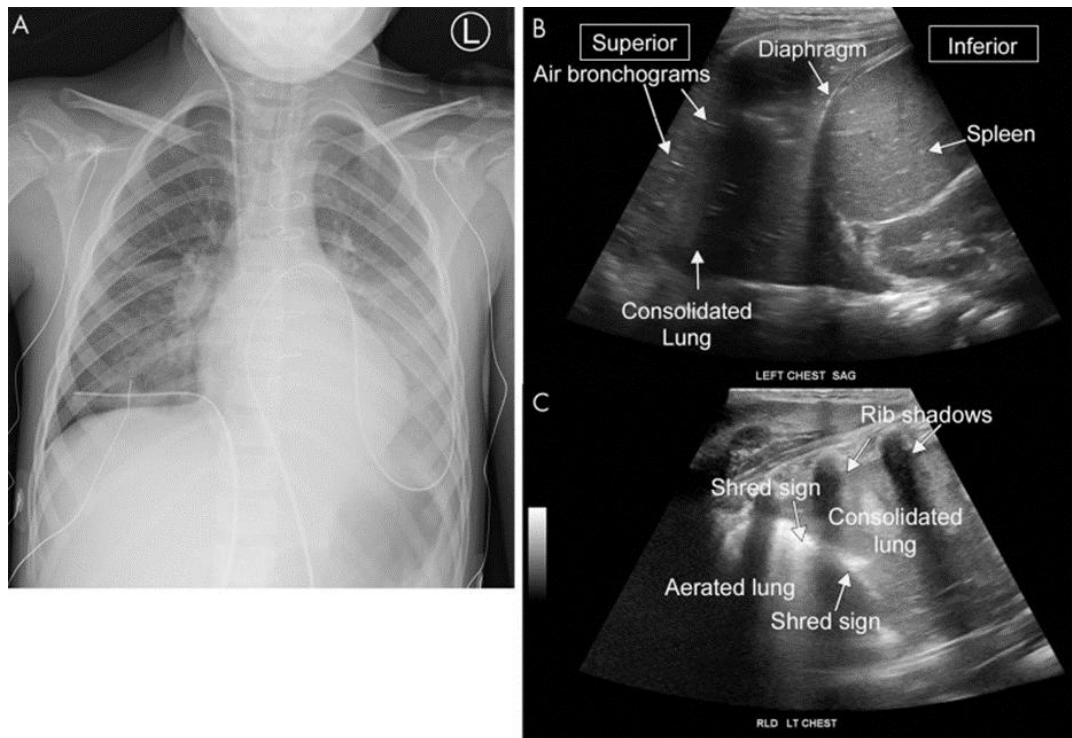 A
L
B
Superior
Diaphragm
Inferior
Air bronchograms
Spleen
Consolidated
Lung
LEFT CHEST SAG
C
Rib shadows
Shred sign
Consolidated
lung
Aerated lung
Shred sign
RLD LT CHEST